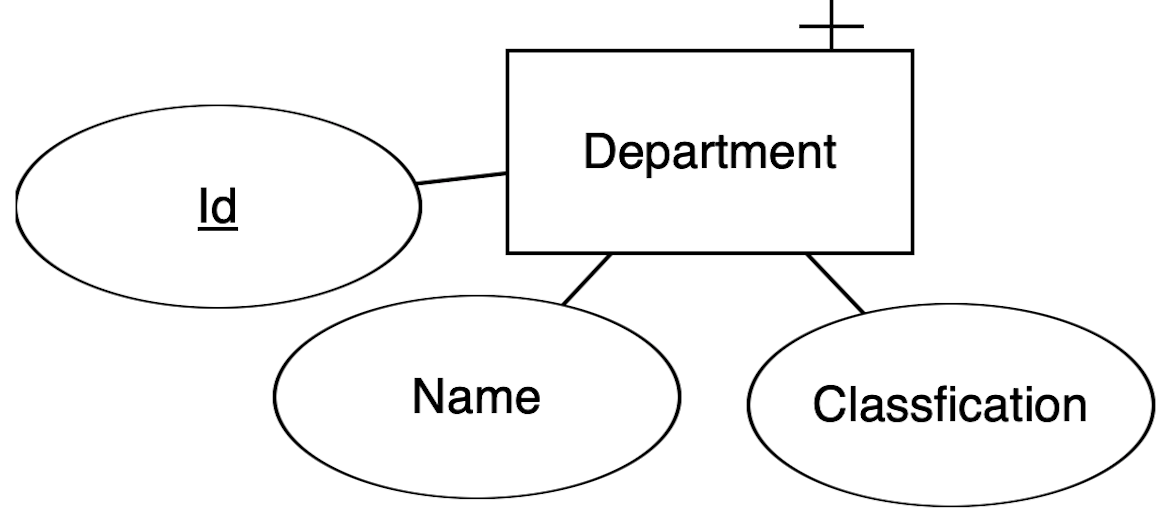 Department
Id
Name
Classfication